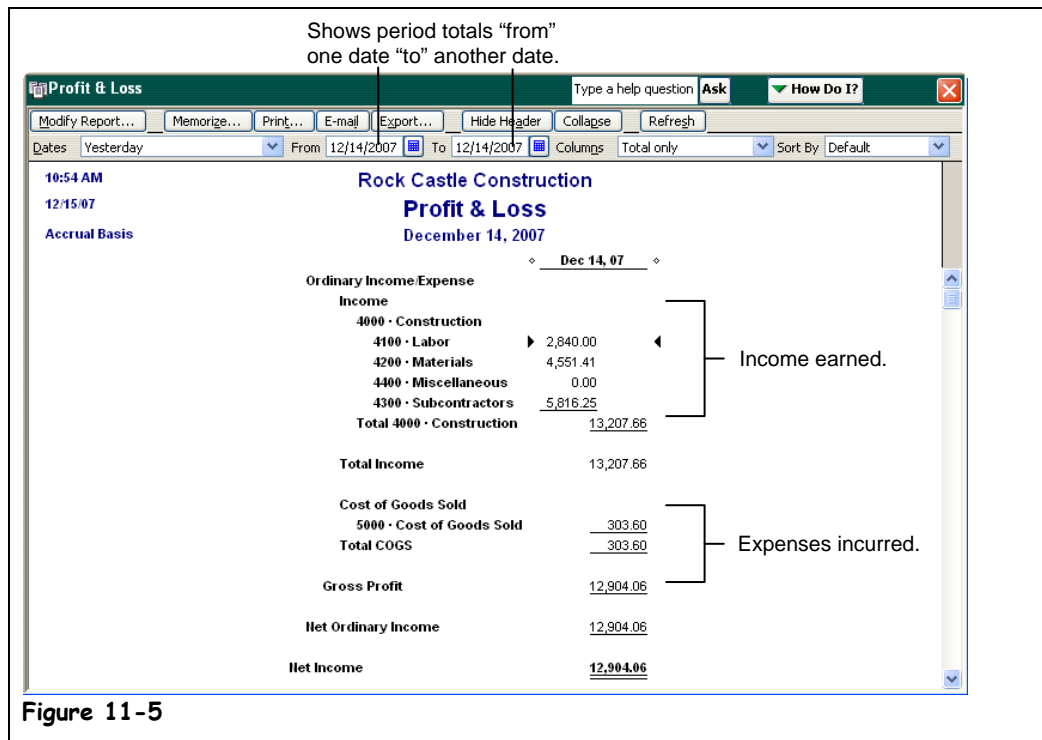 Shows period totals “from”
one date “to” another date.
Profit & Loss Type a help question Ask How Do I?
Modify Report... Memorize... Print... E-mail Export... Hide Header Collapse Refresh
Dates Yesterday From 12/14/2007 To 12/14/2007 Columns Total only Sort By Default
10:54 AM Rock Castle Construction
12/15/07 Profit & Loss
Accrual Basis December 14, 2007
Dec 14, 07
Ordinary Income/Expense
Income
4000 · Construction
4100 · Labor 2,840.00
4200 · Materials 4,551.41 Income earned.
4400 · Miscellaneous 0.00
4300 · Subcontractors 5,816.25
Total 4000 · Construction 13,207.66
Total Income 13,207.66
Cost of Goods Sold
5000 · Cost of Goods Sold 303.60
Total COGS 303.60 Expenses incurred.
Gross Profit 12,904.06
Net Ordinary Income 12,904.06
Net Income 12,904.06
Figure 11-5